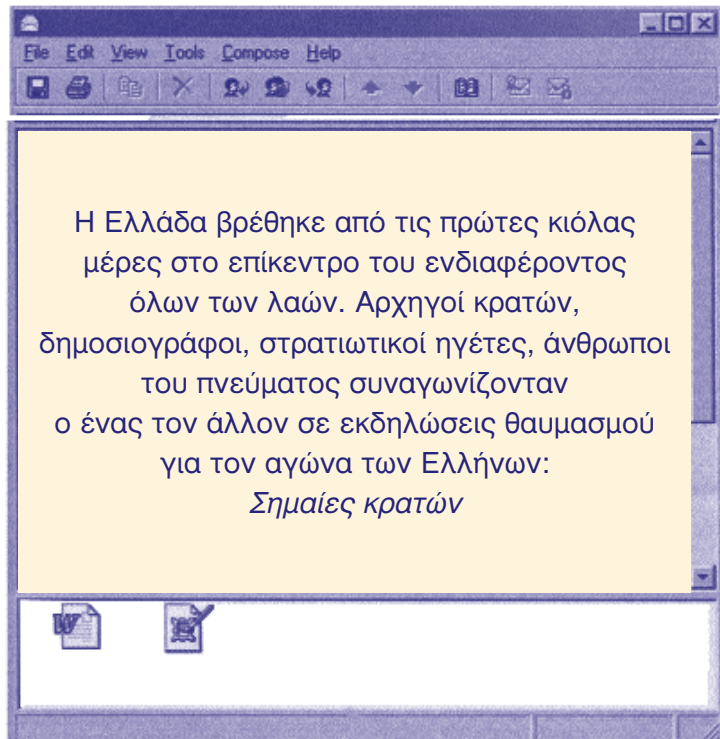 File Edit View Tools Compose Help
Η Ελλάδα βρέθηκε από τις πρώτες κιόλας
μέρες στο επίκεντρο του ενδιαφέροντος
όλων των λαών. Αρχηγοί κρατών,
δημοσιογράφοι, στρατιωτικοί ηγέτες, άνθρωποι
του πνεύματος συναγωνίζονταν
ο ένας τον άλλον σε εκδηλώσεις θαυμασμού
για τον αγώνα των Ελλήνων:
Σημαίες κρατών
W